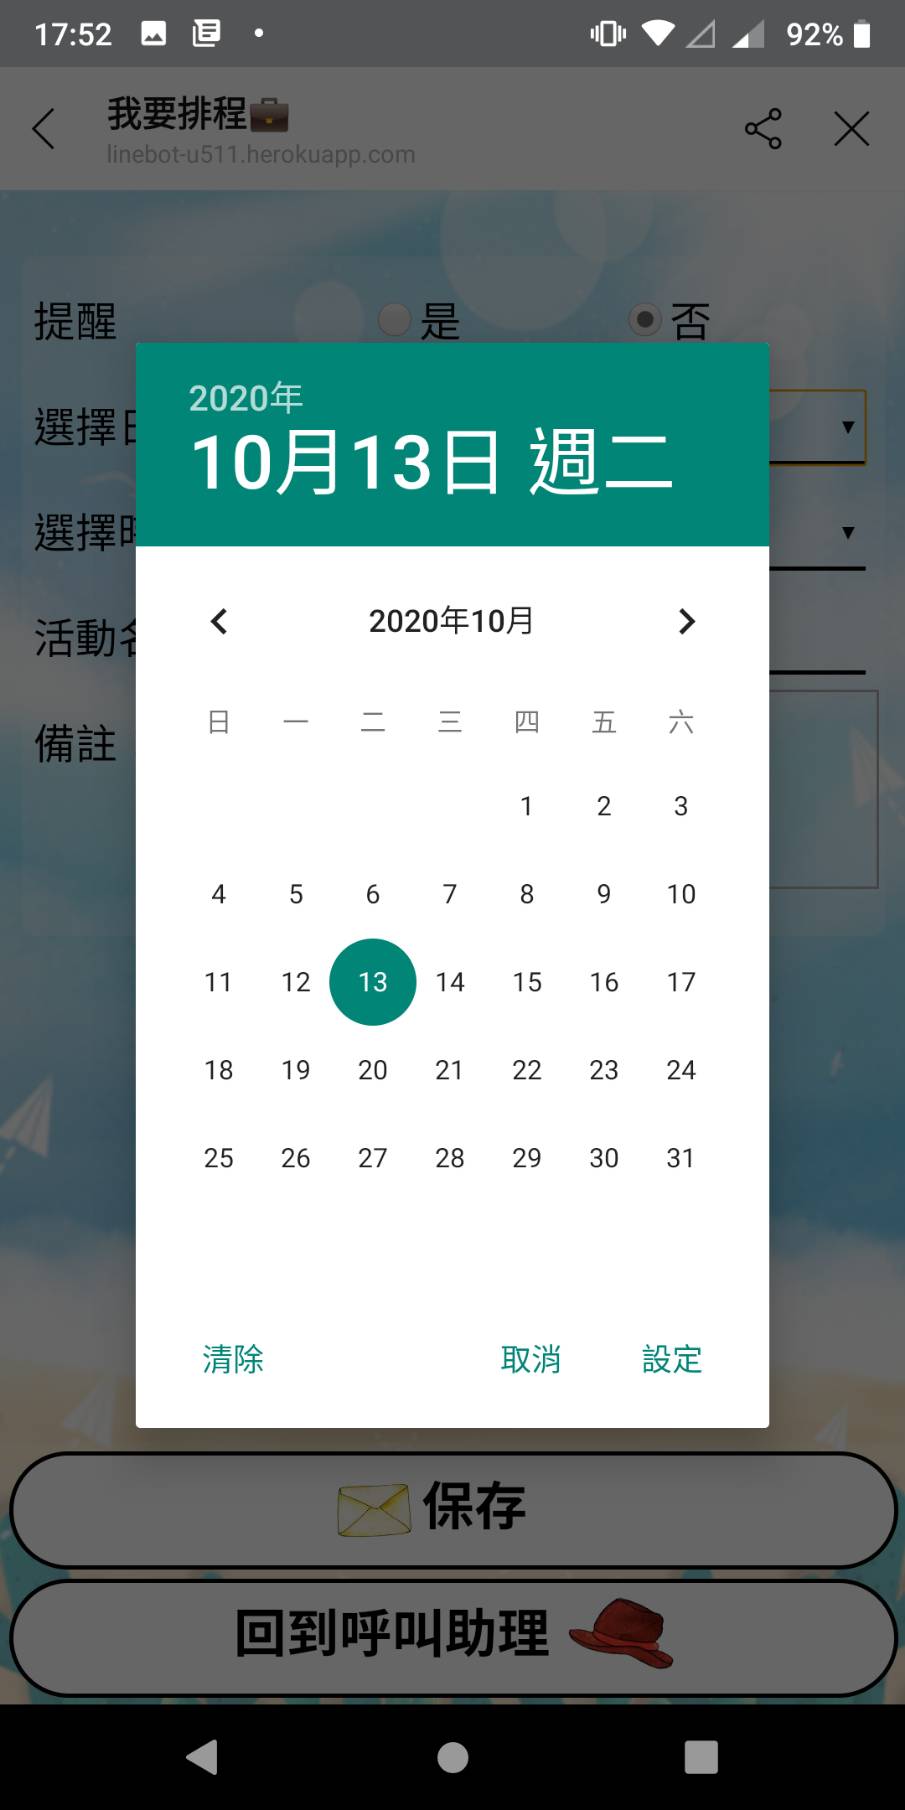 17:52 92%
我要排程
linebot-u511.herokuapp.com
提醒 是 否
2020年
10月13日 週二
選擇
選擇
活動
備註
2020年10月
日 一 二 三 四 五 六
1 2 3
4 5 6 7 8 9 10
11 12 13 14 15 16 17
18 19 20 21 22 23 24
25 26 27 28 29 30 31
清除 取消 設定
保存
回到呼叫助理